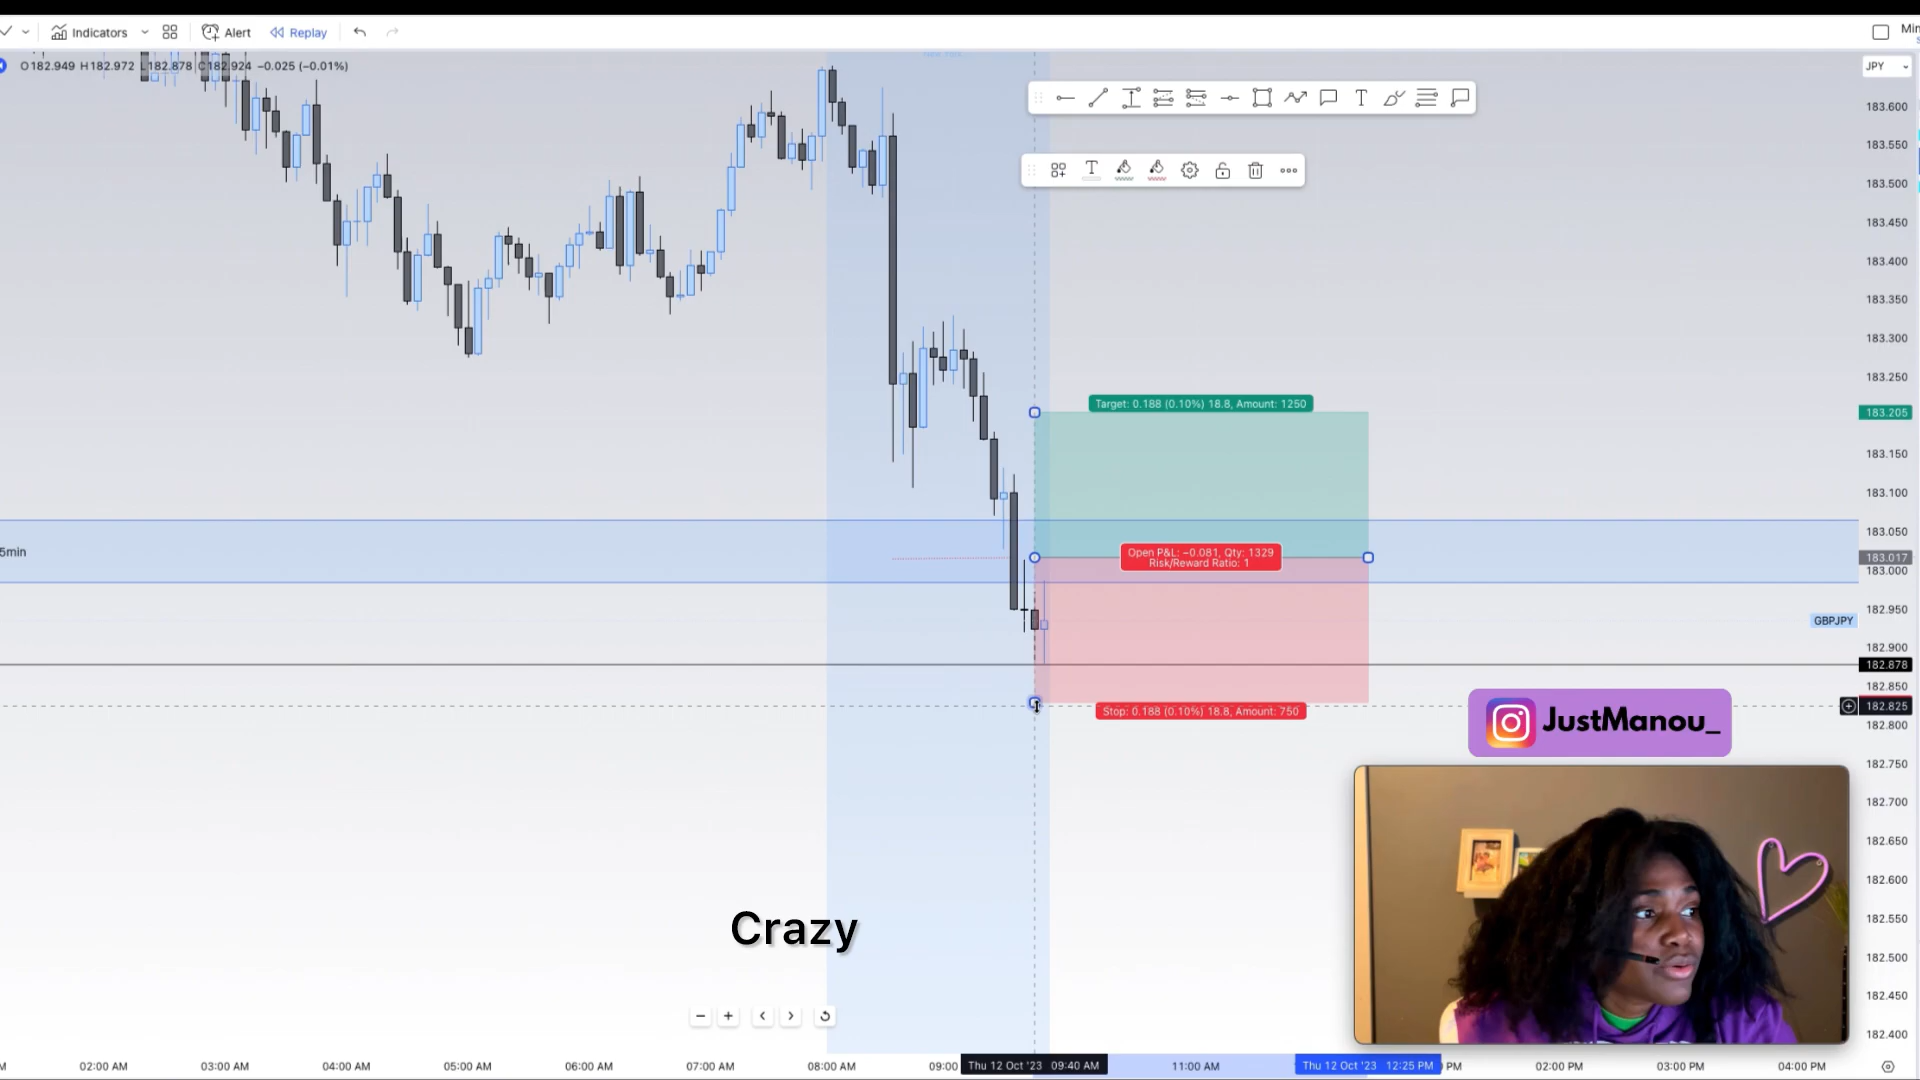 Indicators
Alert
Replay
Min
O182.949 H182.972 L182.878 C182.924 −0.025 (−0.01%)
JPY
183.600
183.550
183.500
183.450
183.400
183.350
183.300
183.250
Target: 0.188 (0.10%) 18.8, Amount: 1250
183.205
183.150
183.100
183.050
5min
Open P&L: −0.081, Qty: 1329
Risk/Reward Ratio: 1
183.017
183.000
182.950
GBPJPY
182.900
182.878
182.850
Stop: 0.188 (0.10%) 18.8, Amount: 750
182.825
182.800
JustManou_
182.750
182.700
182.650
182.600
182.550
Crazy
182.500
182.450
182.400
02:00 AM
03:00 AM
04:00 AM
05:00 AM
06:00 AM
07:00 AM
08:00 AM
09:00
Thu 12 Oct '23 09:40 AM
11:00 AM
Thu 12 Oct '23 12:25 PM
PM
02:00 PM
03:00 PM
04:00 PM